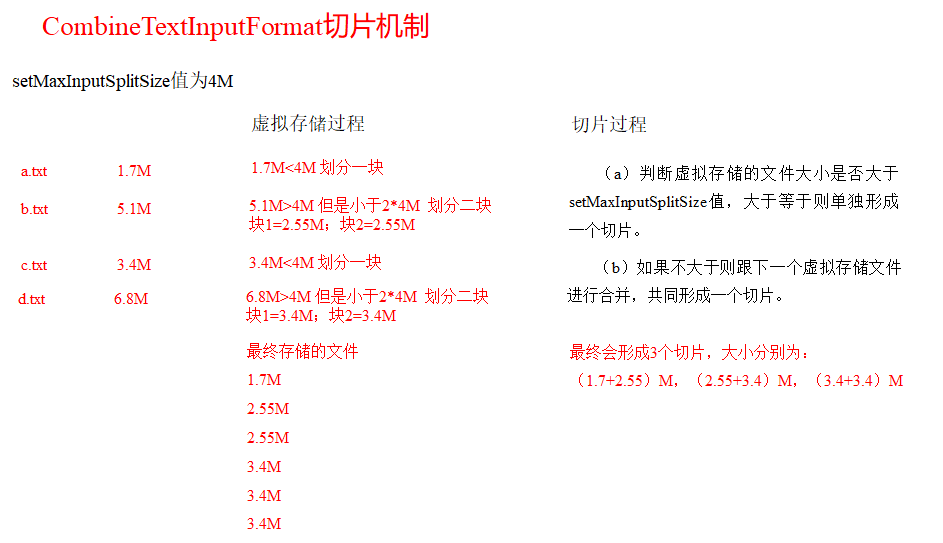 CombineTextInputFormat切片机制
setMaxInputSplitSize值为4M
虚拟存储过程
切片过程
a.txt 1.7M 1.7M<4M 划分一块
b.txt 5.1M 5.1M>4M 但是小于2*4M 划分二块
块1=2.55M；块2=2.55M
c.txt 3.4M 3.4M<4M 划分一块
d.txt 6.8M 6.8M>4M 但是小于2*4M 划分二块
块1=3.4M；块2=3.4M
最终存储的文件
1.7M
2.55M
2.55M
3.4M
3.4M
3.4M
（a）判断虚拟存储的文件大小是否大于
setMaxInputSplitSize值，大于等于则单独形成
一个切片。
（b）如果不大于则跟下一个虚拟存储文件
进行合并，共同形成一个切片。
最终会形成3个切片，大小分别为：
（1.7+2.55）M，（2.55+3.4）M，（3.4+3.4）M